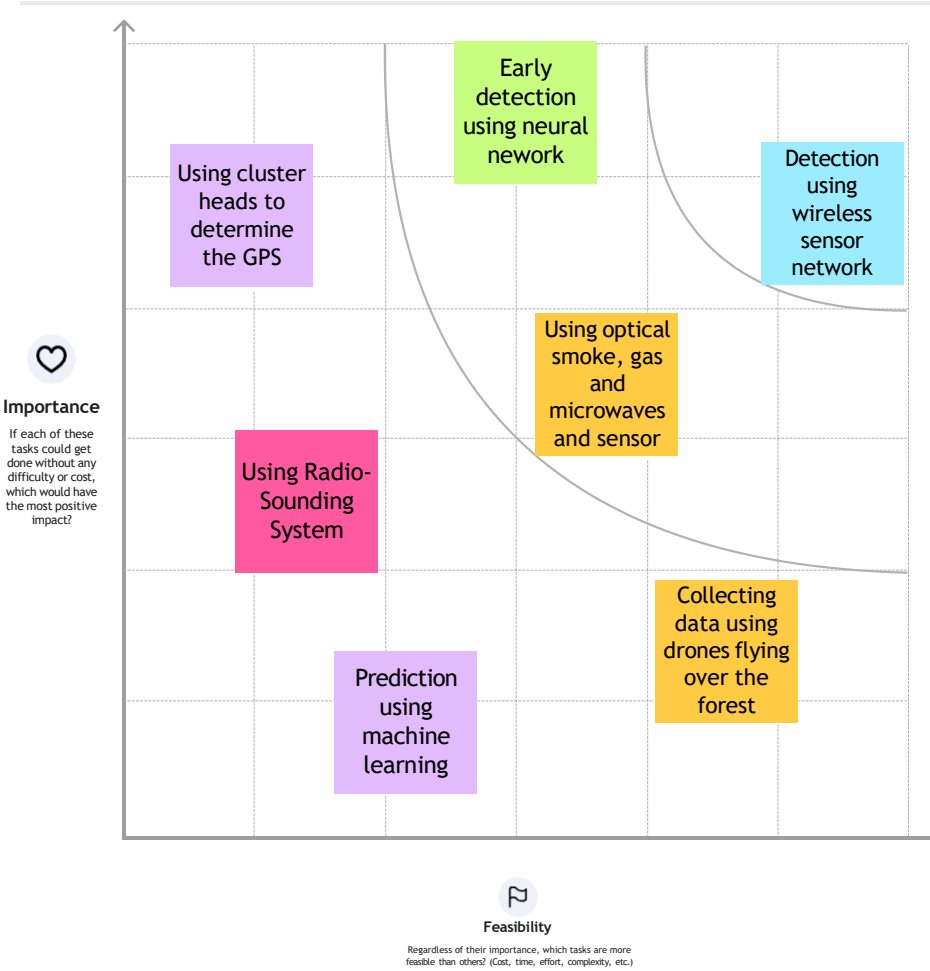 Early
detection
using neural
nework
Using cluster
heads to
determine
the GPS
Detection
using
wireless
sensor
network
Using optical
smoke, gas
and
microwaves
and sensor
Importance
If each of these
tasks could get
done without any
difficulty or cost,
which would have
the most positive
impact?
Using Radio-
Sounding
System
Collecting
data using
drones flying
over the
forest
Prediction
using
machine
learning
Feasibility
Regardless of their importance, which tasks are more
feasible than others? (Cost, time, effort, complexity, etc.)